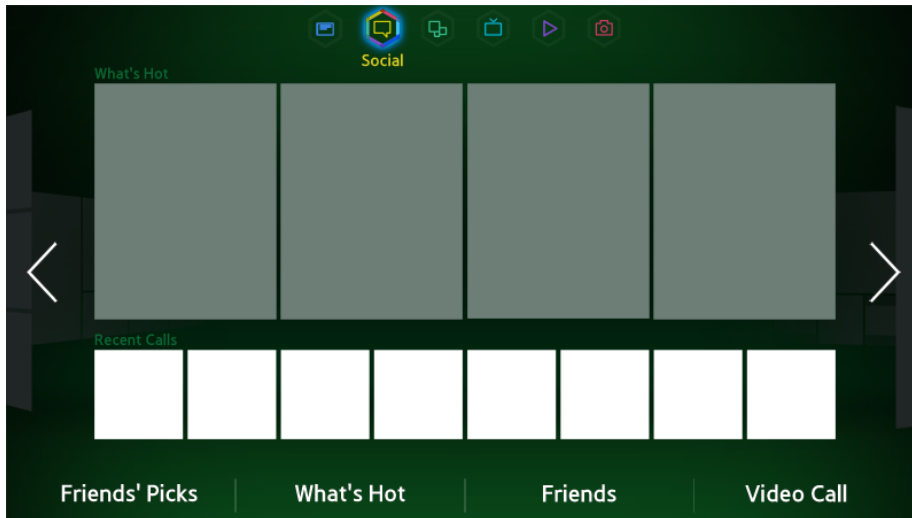 Social
What's Hot
Recent Calls
Friends' Picks
What's Hot
Friends
Video Call